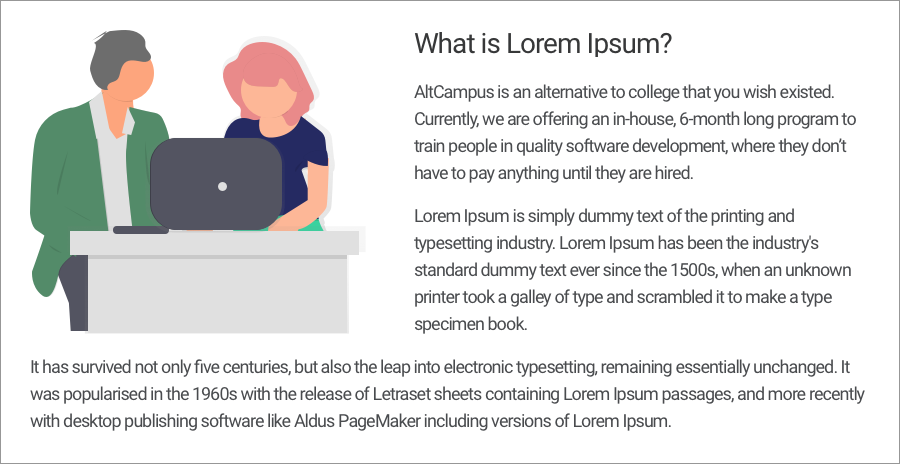 What is Lorem Ipsum?
AltCampus is an alternative to college that you wish existed.
Currently, we are offering an in-house, 6-month long program to
train people in quality software development, where they don’t
have to pay anything until they are hired.
Lorem Ipsum is simply dummy text of the printing and
typesetting industry. Lorem Ipsum has been the industry's
standard dummy text ever since the 1500s, when an unknown
printer took a galley of type and scrambled it to make a type
specimen book.
It has survived not only five centuries, but also the leap into electronic typesetting, remaining essentially unchanged. It
was popularised in the 1960s with the release of Letraset sheets containing Lorem Ipsum passages, and more recently
with desktop publishing software like Aldus PageMaker including versions of Lorem Ipsum.